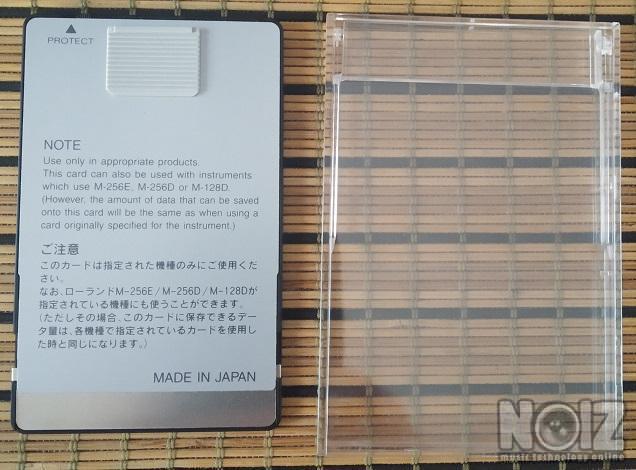 PROTECT
NOTE
Use only in appropriate products.
This card can also be used with instruments
which use M-256E, M-256D or M-128D.
(However, the amount of data that can be saved
onto this card will be the same as when using a
card originally specified for the instrument.)
ご注意
このカードは指定された機種のみにご使用くだ
さい。
なお、ローランドM-256E/M-256D/M-128Dが
指定されている機種にも使うことができます。
(ただしその場合、このカードに保存できるデー
タ量は、各機種で指定されているカードを使用し
た時と同じになります。)
MADE IN JAPAN
NOIZ
music technology online